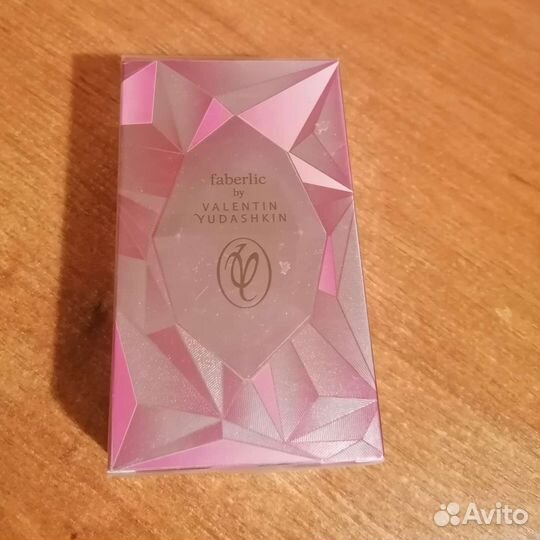 faberlic
by
VALENTIN
YUDASHKIN
Avito